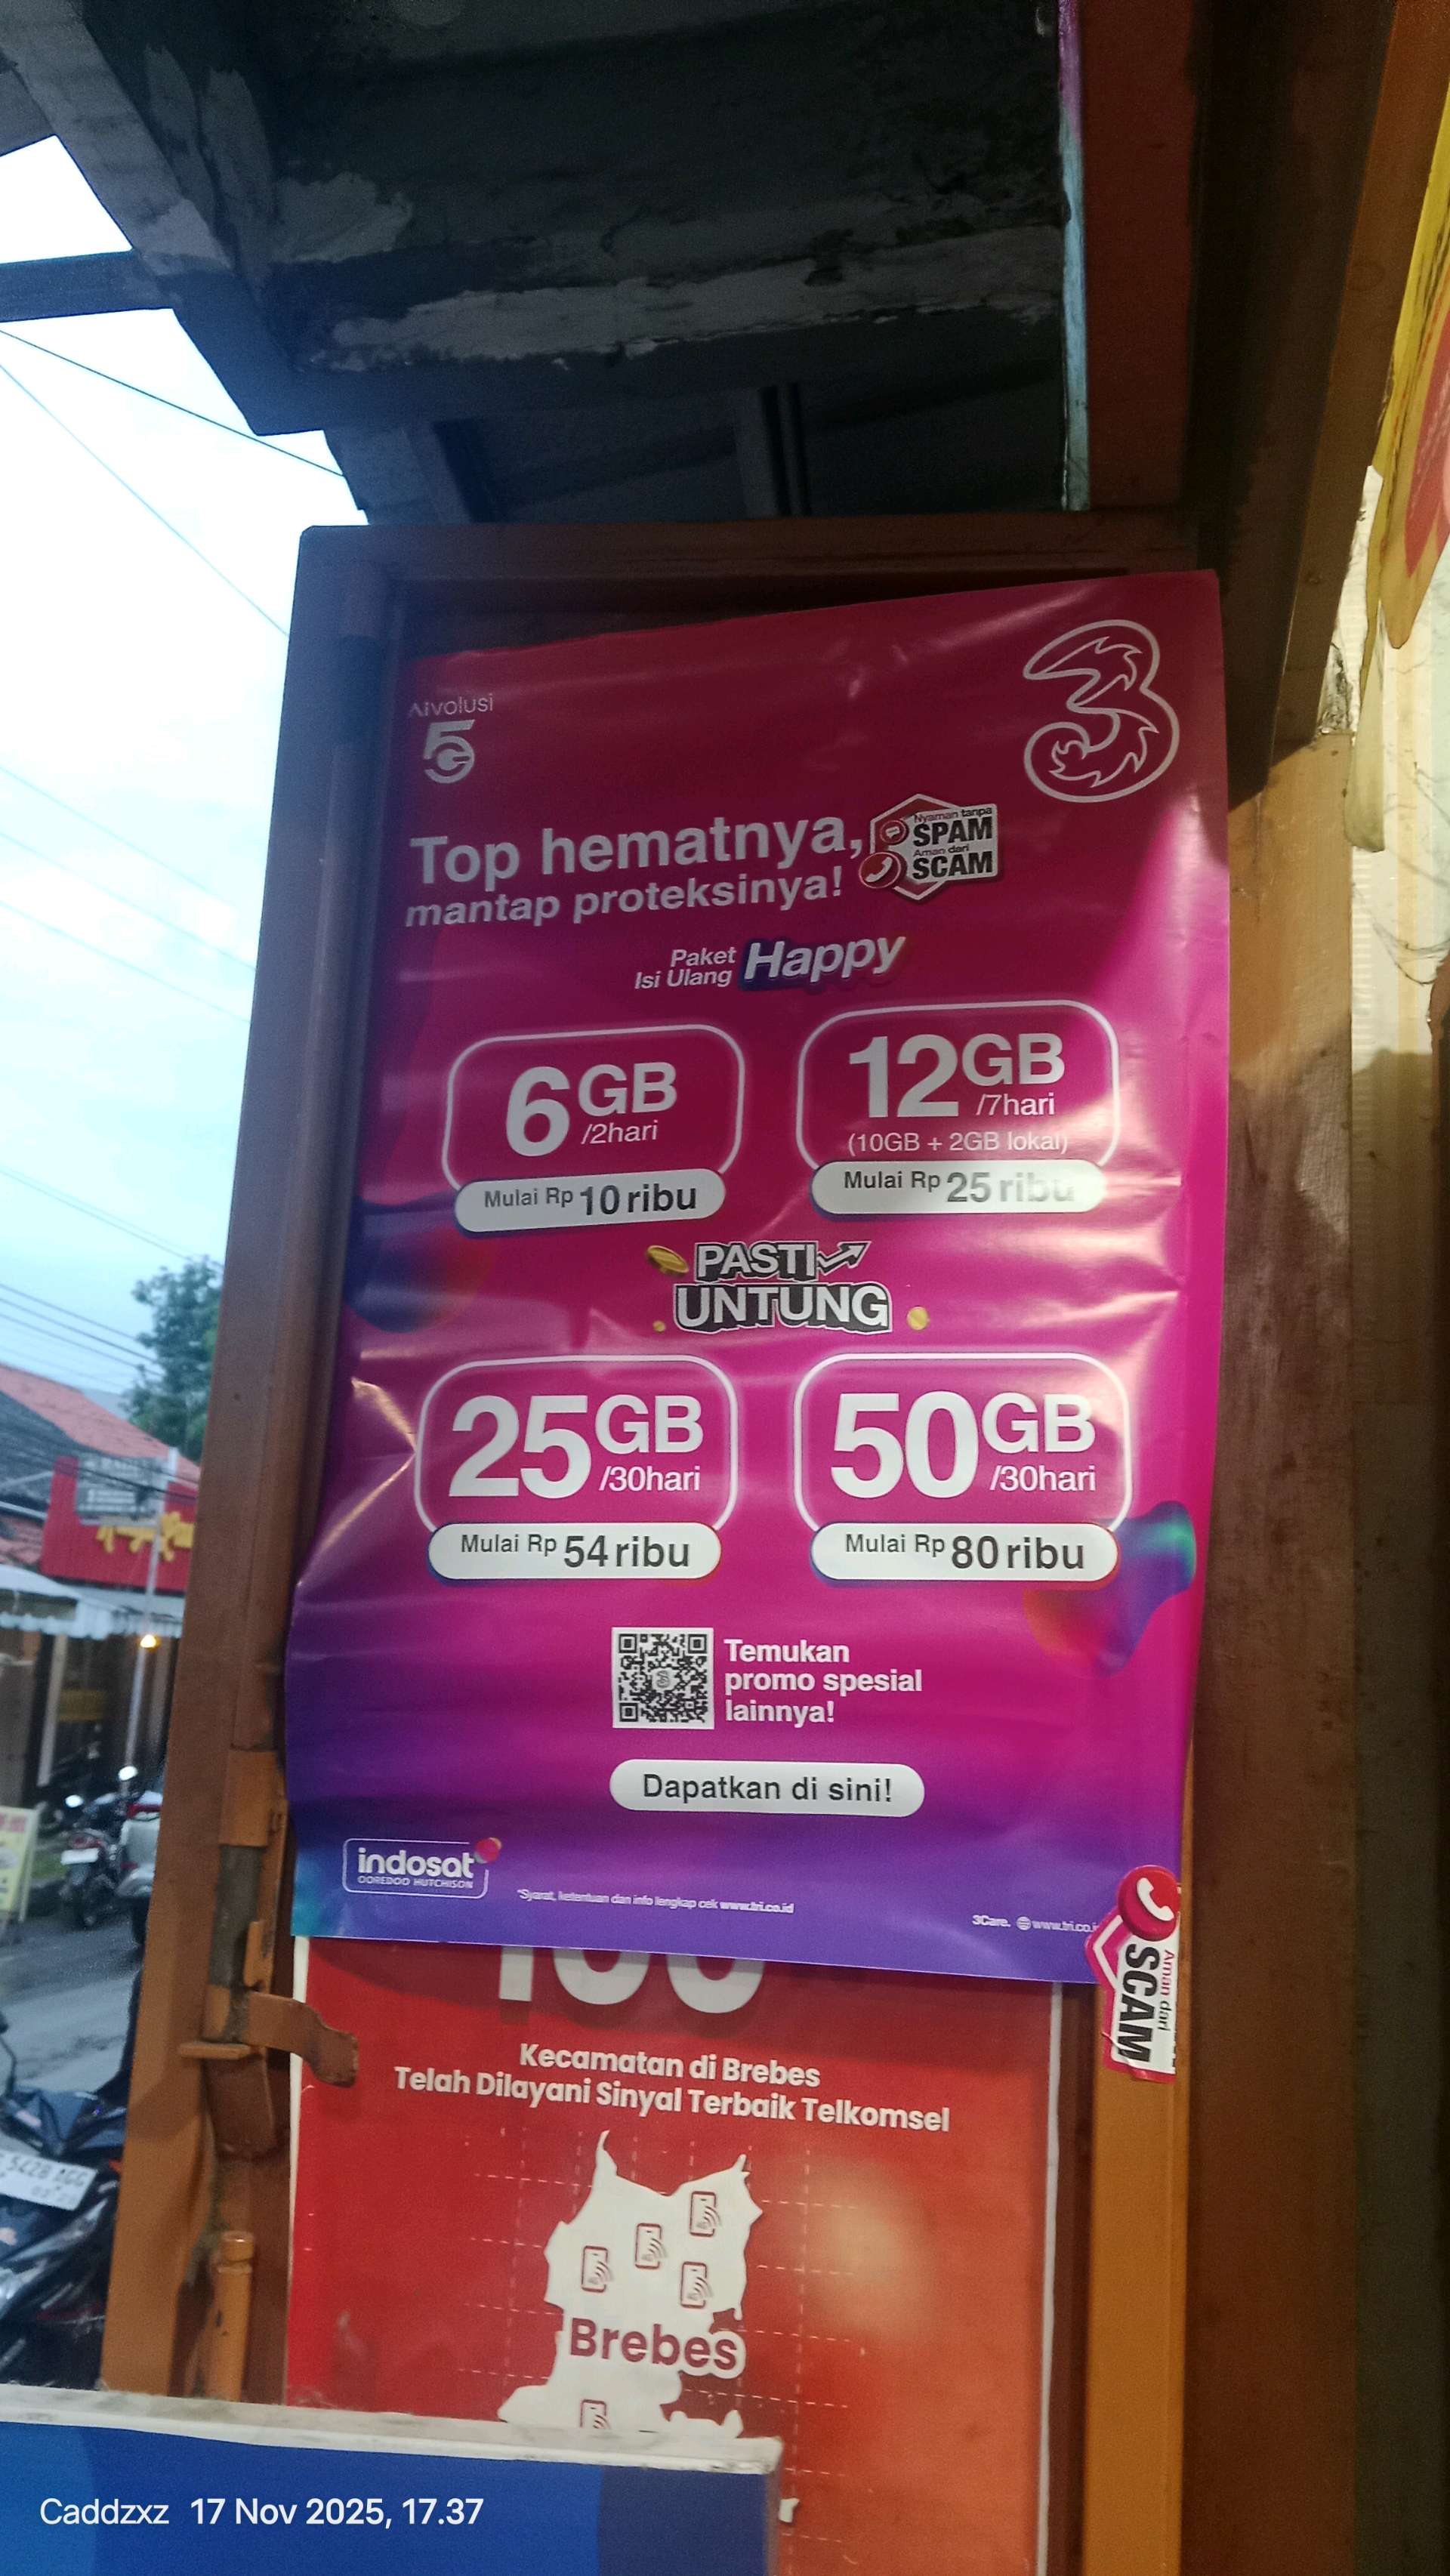 Aivolusi
5G
3
Top hematnya,
mantap proteksinya!
Nyaman tanpa
SPAM
Aman dari
SCAM
Paket
Isi Ulang
Happy
6GB
/2hari
Mulai Rp 10 ribu
12GB
/7hari
(10GB + 2GB lokal)
Mulai Rp 25 ribu
PASTI
UNTUNG
25GB
/30hari
Mulai Rp 54 ribu
50GB
/30hari
Mulai Rp 80 ribu
Temukan
promo spesial
lainnya!
Dapatkan di sini!
indosat
OOREDOO HUTCHISON
*Syarat, ketentuan dan info lengkap cek www.tri.co.id
3Care. www.tri.co.i
Aman dari
SCAM
Kecamatan di Brebes
Telah Dilayani Sinyal Terbaik Telkomsel
Brebes
Caddzxz 17 Nov 2025, 17.37